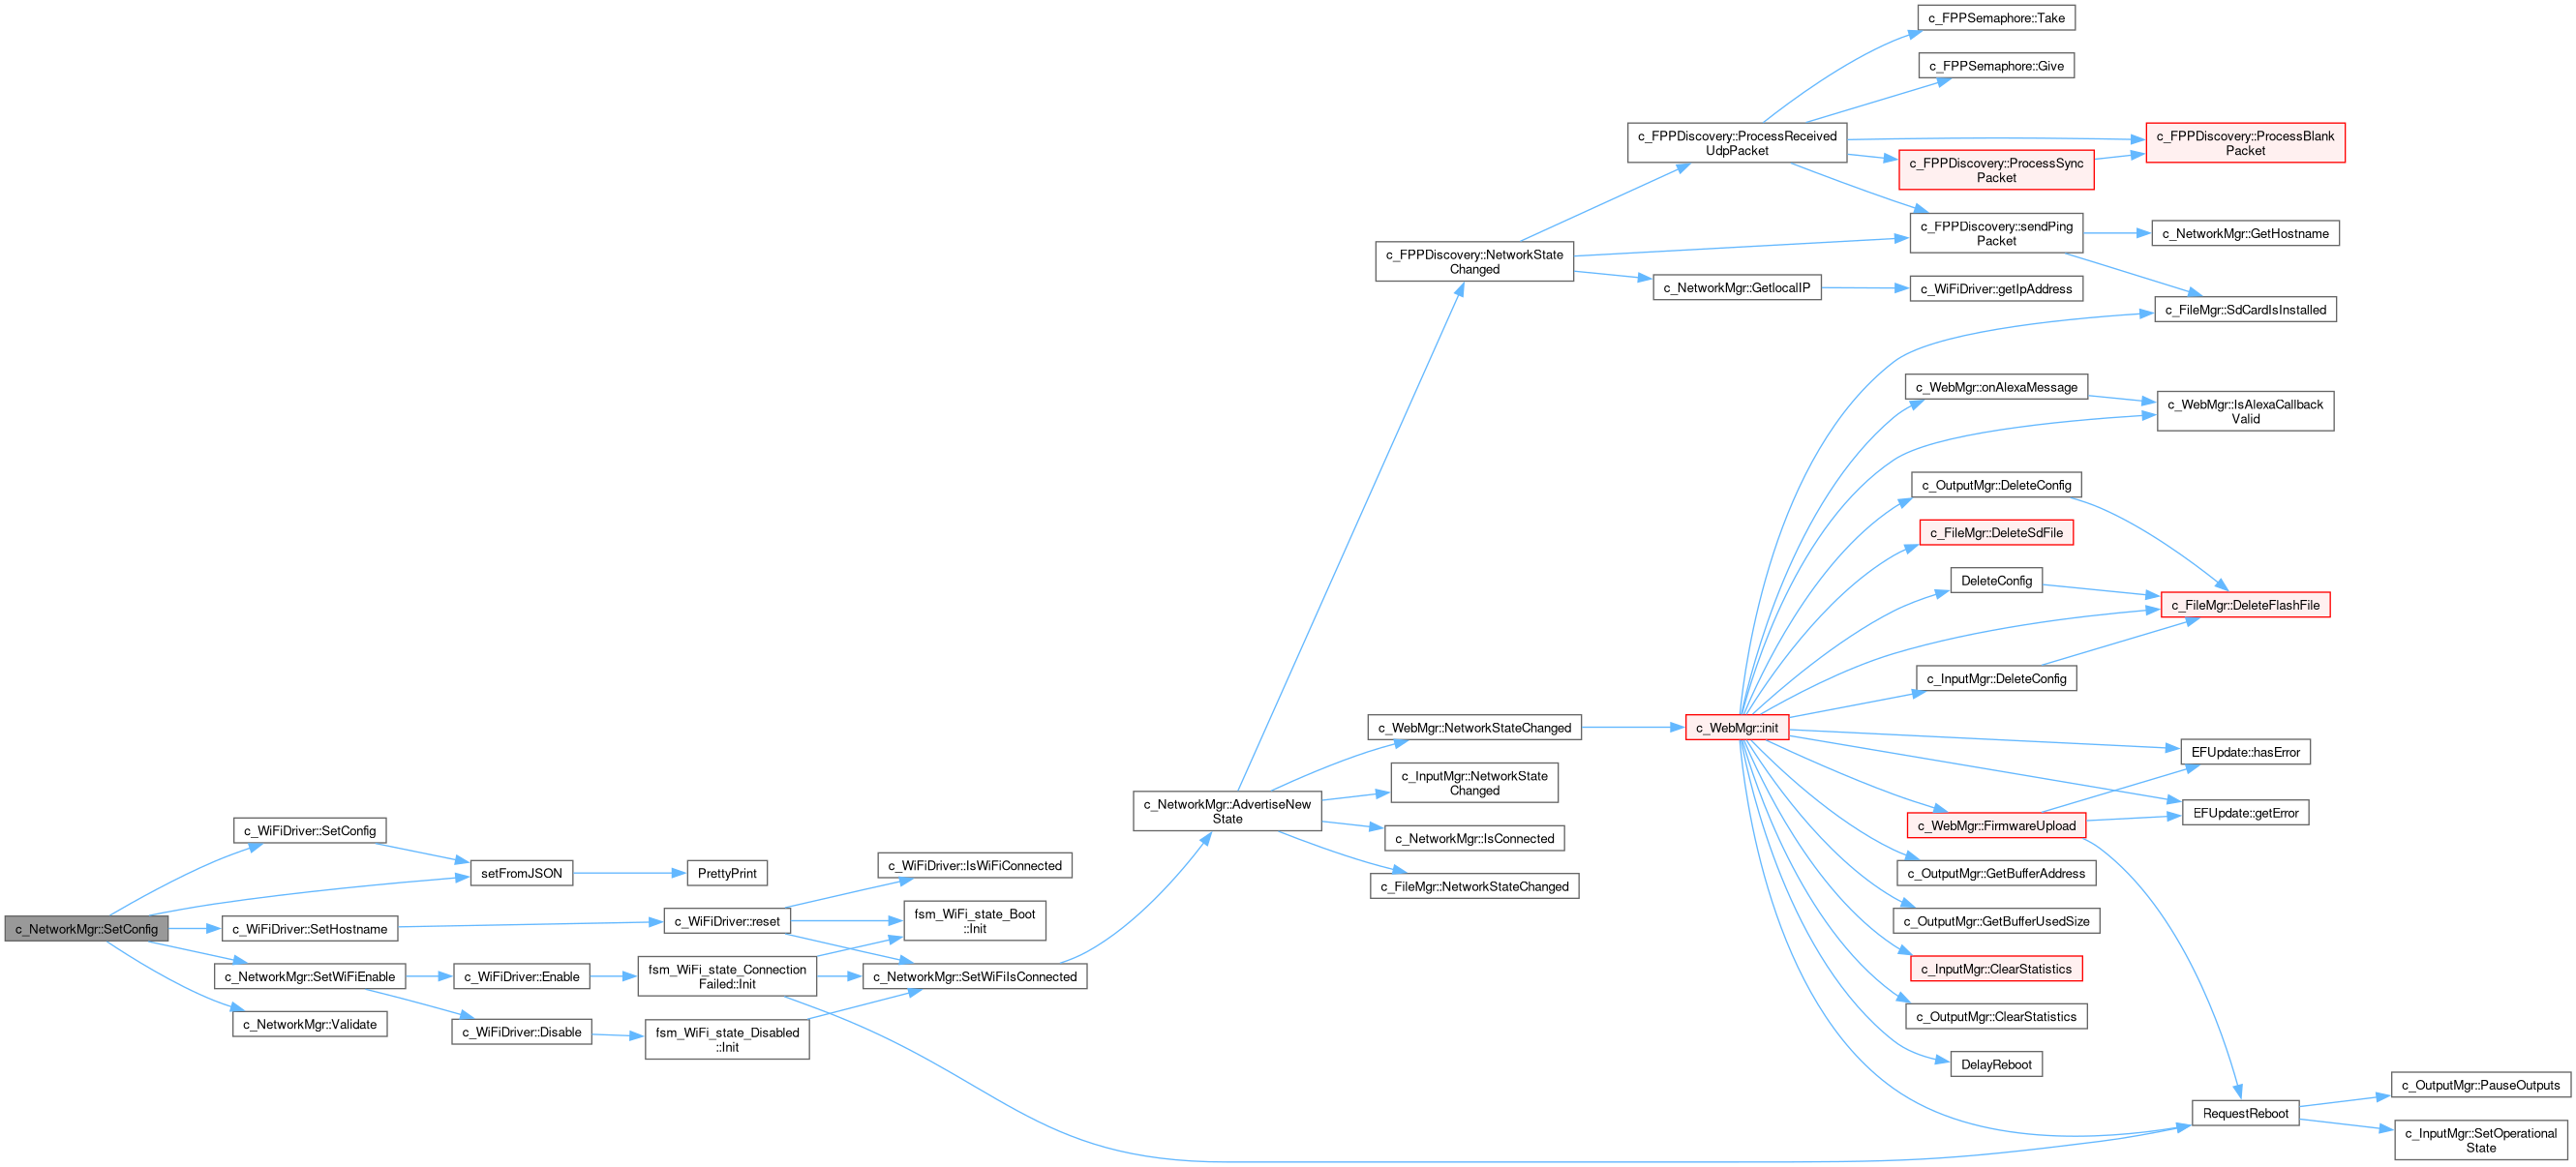 c_FPPSemaphore::Take
c_FPPSemaphore::Give
c_FPPDiscovery::ProcessReceived
UdpPacket
c_FPPDiscovery::ProcessBlank
Packet
c_FPPDiscovery::ProcessSync
Packet
c_FPPDiscovery::sendPing
Packet
c_NetworkMgr::GetHostname
c_FPPDiscovery::NetworkState
Changed
c_NetworkMgr::GetlocalIP
c_WiFiDriver::getIpAddress
c_FileMgr::SdCardIsInstalled
c_WebMgr::onAlexaMessage
c_WebMgr::IsAlexaCallback
Valid
c_OutputMgr::DeleteConfig
c_FileMgr::DeleteSdFile
DeleteConfig
c_FileMgr::DeleteFlashFile
c_InputMgr::DeleteConfig
c_WebMgr::NetworkStateChanged
c_WebMgr::init
EFUpdate::hasError
c_InputMgr::NetworkState
Changed
c_NetworkMgr::AdvertiseNew
State
EFUpdate::getError
c_WebMgr::FirmwareUpload
c_NetworkMgr::IsConnected
c_WiFiDriver::SetConfig
c_WiFiDriver::IsWiFiConnected
setFromJSON
PrettyPrint
c_FileMgr::NetworkStateChanged
c_OutputMgr::GetBufferAddress
c_NetworkMgr::SetConfig
c_WiFiDriver::SetHostname
c_WiFiDriver::reset
fsm_WiFi_state_Boot
::Init
c_OutputMgr::GetBufferUsedSize
c_NetworkMgr::SetWiFiEnable
c_WiFiDriver::Enable
fsm_WiFi_state_Connection
Failed::Init
c_NetworkMgr::SetWiFiIsConnected
c_InputMgr::ClearStatistics
c_NetworkMgr::Validate
c_WiFiDriver::Disable
fsm_WiFi_state_Disabled
::Init
c_OutputMgr::ClearStatistics
DelayReboot
c_OutputMgr::PauseOutputs
RequestReboot
c_InputMgr::SetOperational
State